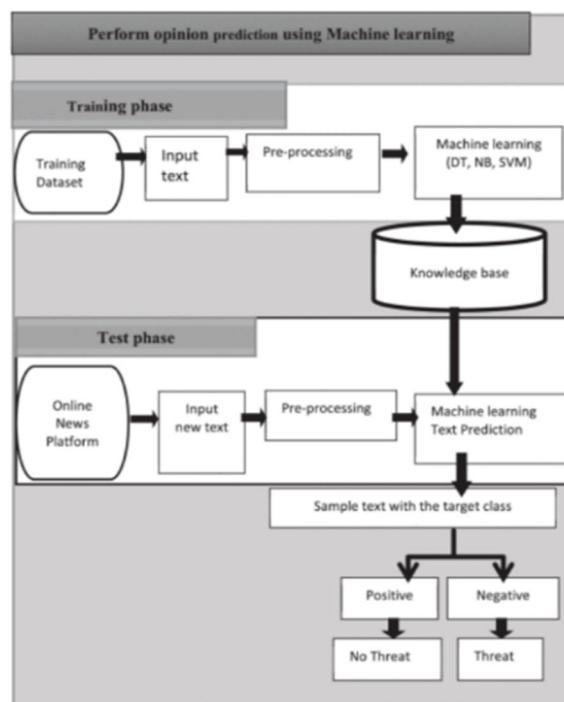 Perform opinion prediction using Machine learning
Training phase
Training
Dataset
Input
text
Pre-processing
Machine learning
(DT, NB, SVM)
Knowledge base
Test phase
Online
News
Platform
Input
new text
Pre-processing
Machine learning
Text Prediction
Sample text with the target class
Positive
Negative
No Threat
Threat